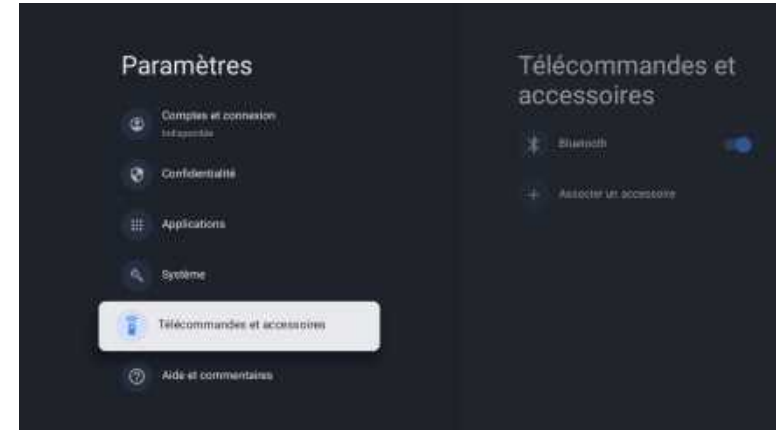 Paramètres
Comptes et connexion
Indisponible
Confidentialité
Applications
Système
Télécommandes et accessoires
Aide et commentaires
Télécommandes et
accessoires
Bluetooth
Associer un accessoire